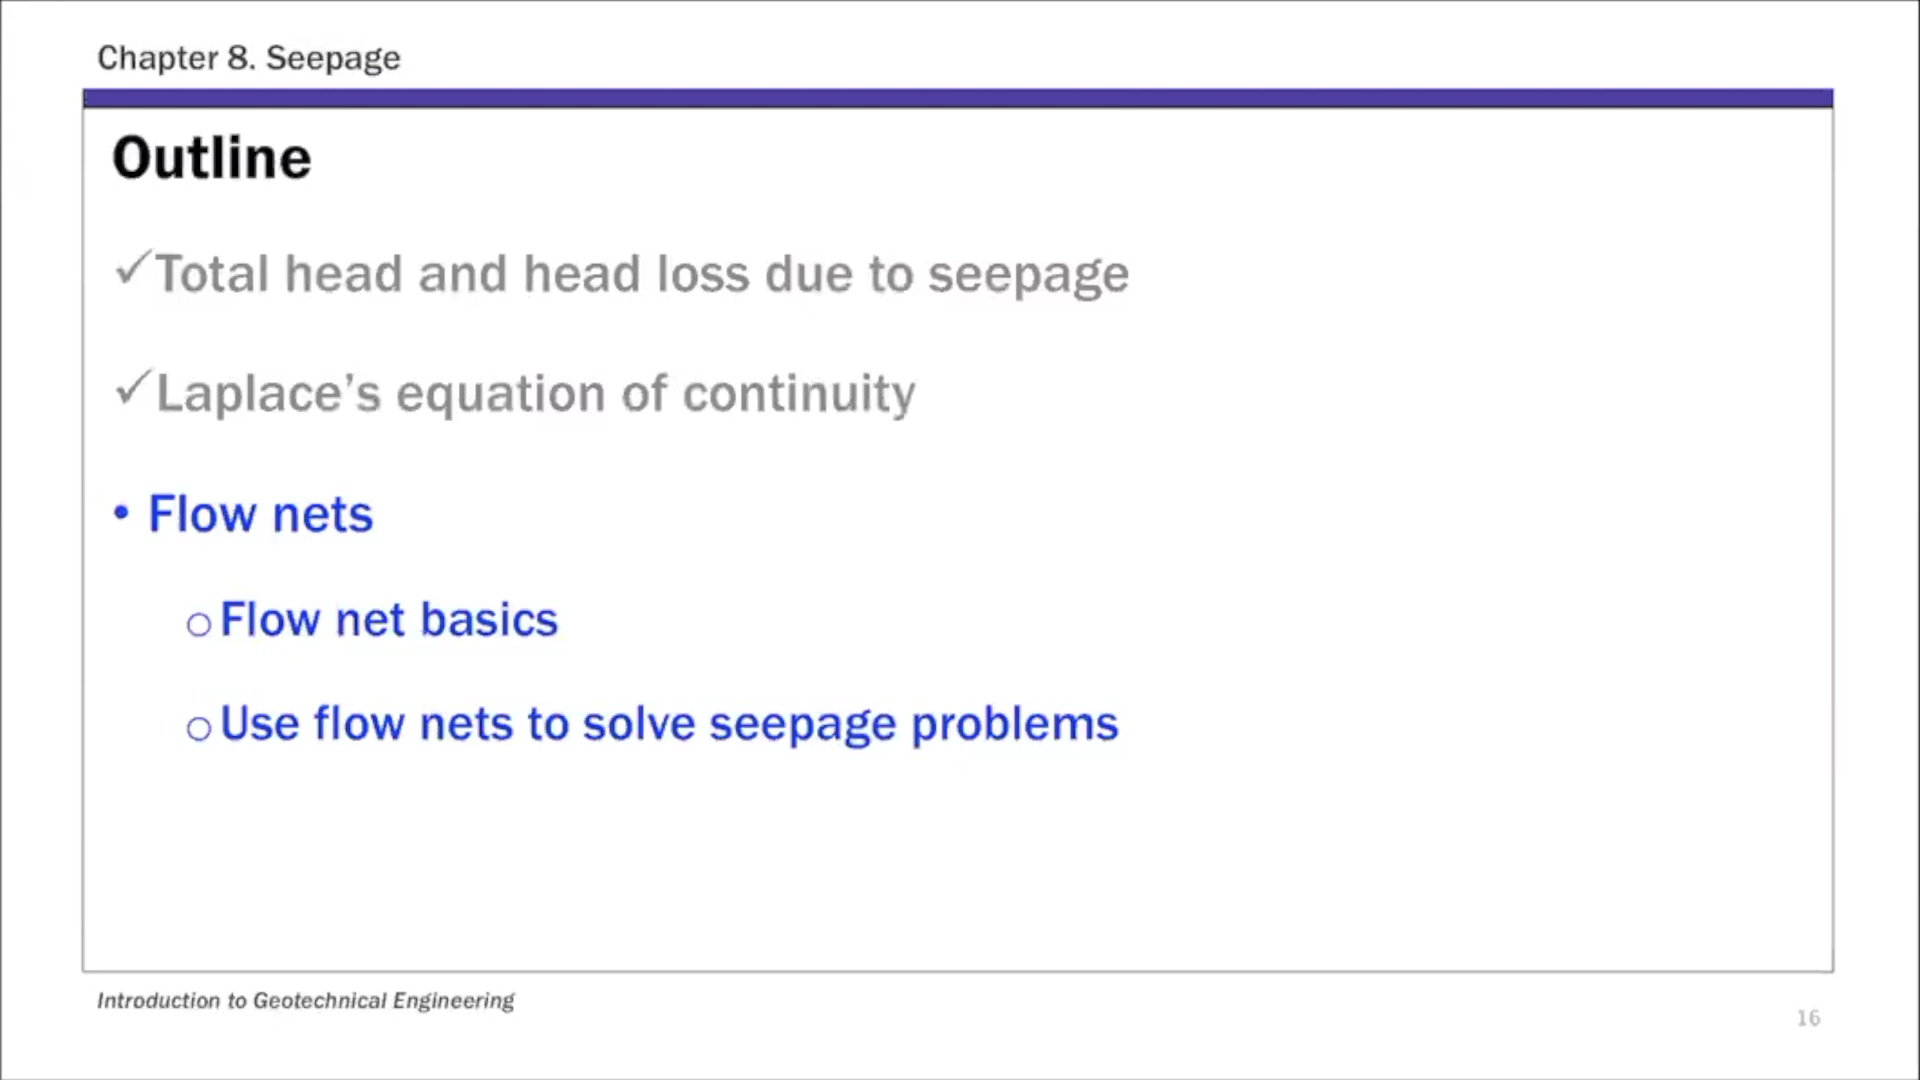 Chapter 8. Seepage
Outline
✓Total head and head loss due to seepage
✓Laplace’s equation of continuity
• Flow nets
○Flow net basics
○Use flow nets to solve seepage problems
Introduction to Geotechnical Engineering
16